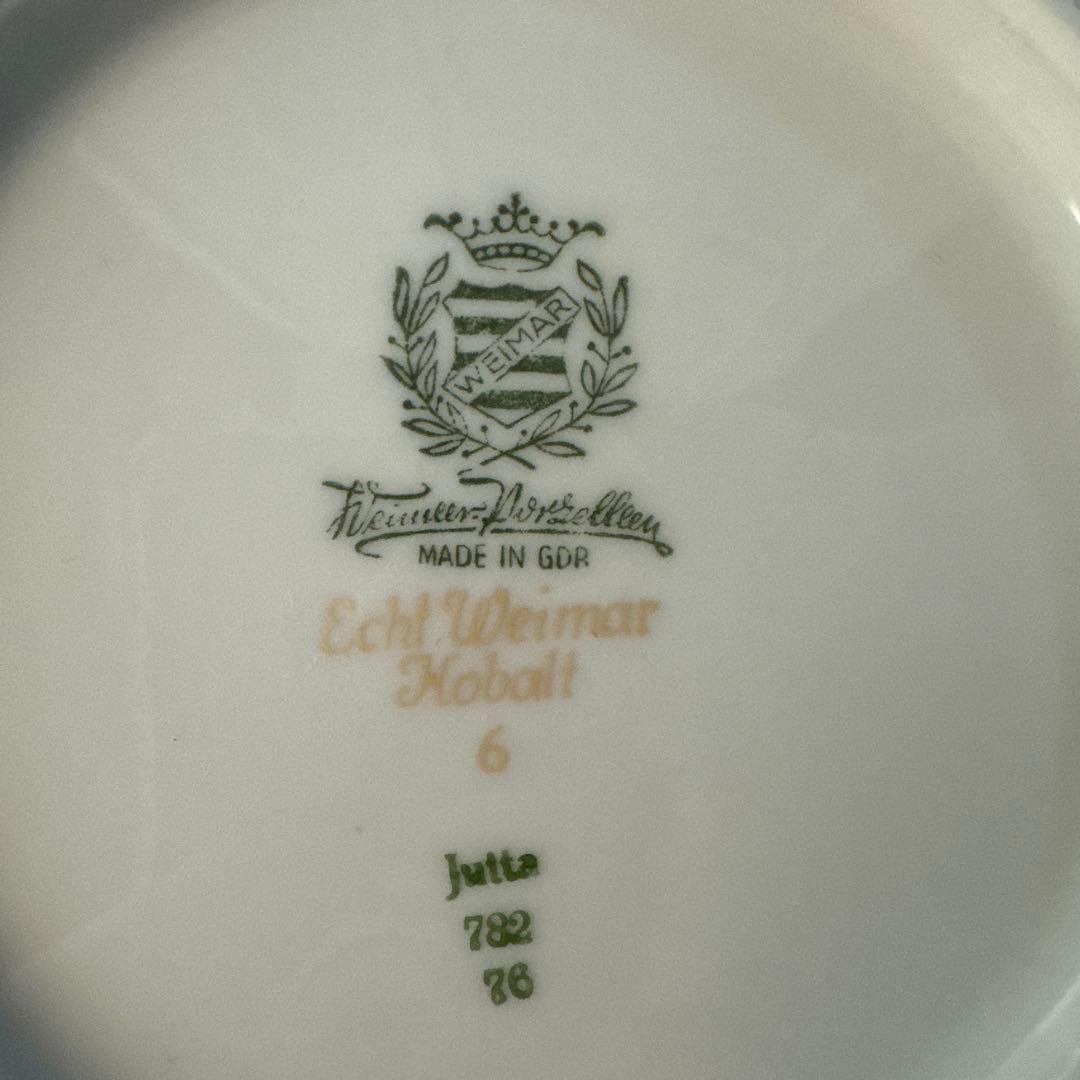 WEIMAR
Weimar-Porzellan
MADE IN GDR
Echt Weimar
Kobalt
6
Jutta
782
76